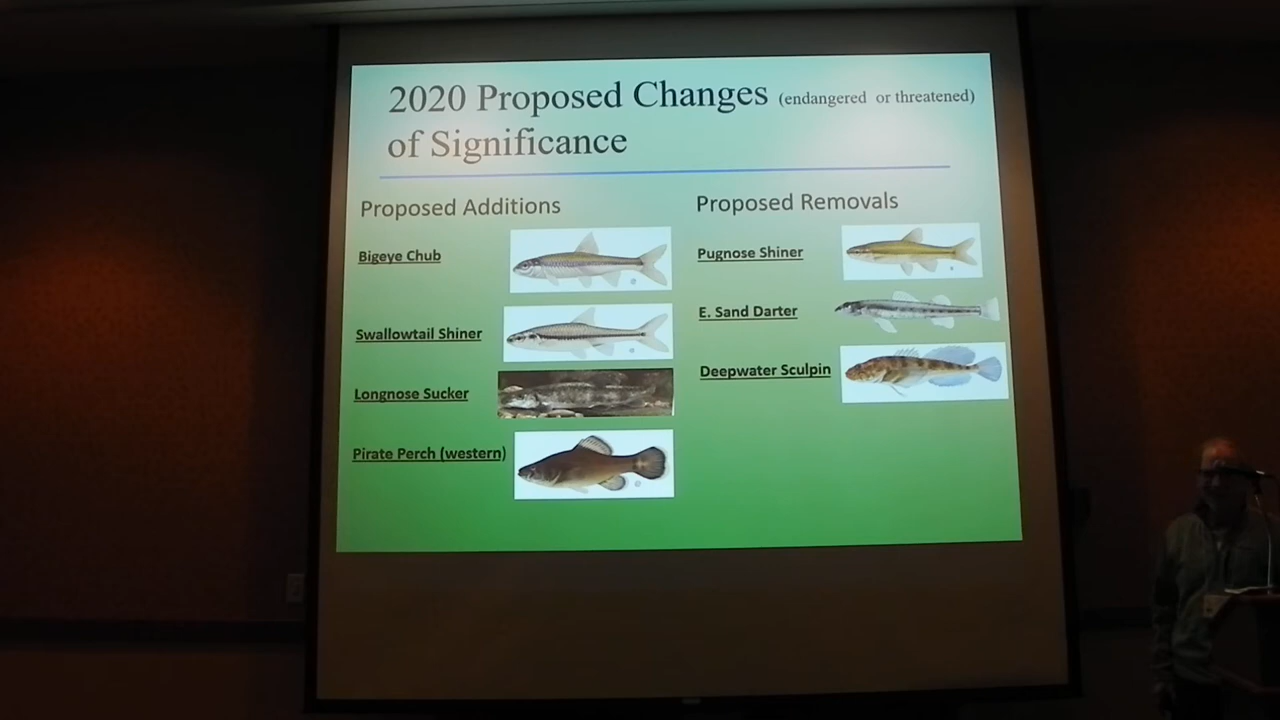 2020 Proposed Changes (endangered or threatened)
of Significance
Proposed Additions
Bigeye Chub
Swallowtail Shiner
Longnose Sucker
Pirate Perch (western)
Proposed Removals
Pugnose Shiner
E. Sand Darter
Deepwater Sculpin